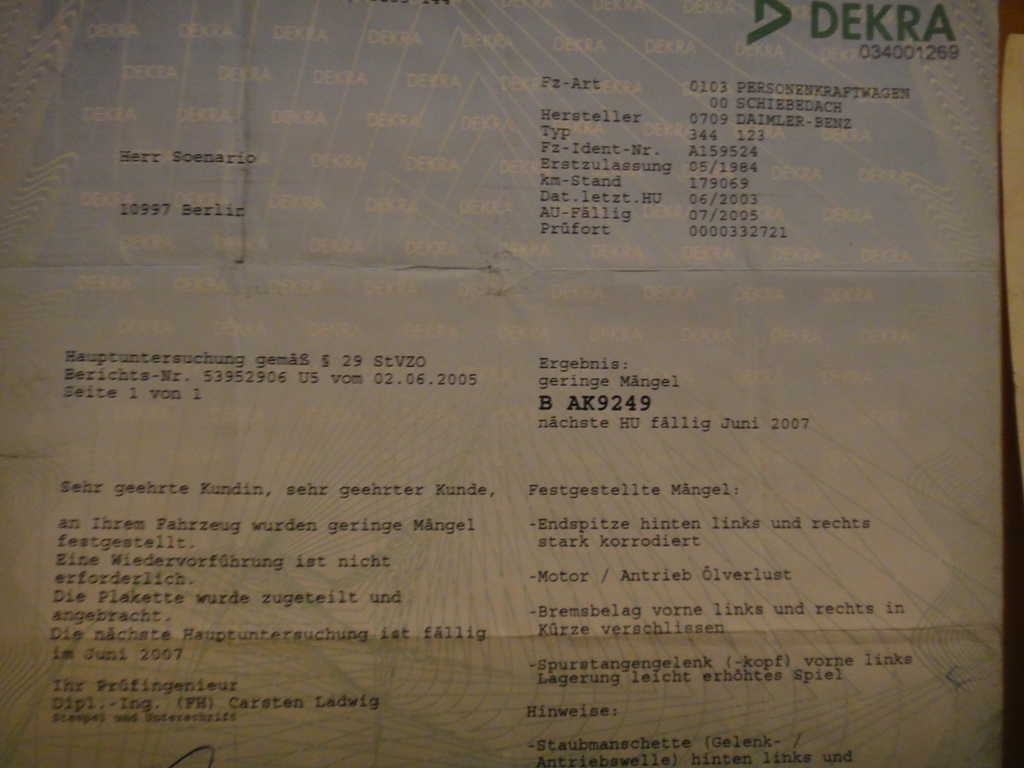 DEKRA
034001269
Fz-Art 0103 PERSONENKRAFTWAGEN
00 SCHIEBEDACH
Hersteller 0709 DAIMLER-BENZ
Typ 344 123
Fz-Ident-Nr. A159524
Erstzulassung 05/1984
km-Stand 179069
Dat.letzt.HU 06/2003
AU-Fällig 07/2005
Prüfort 0000332721
Herr Soenario
10997 Berlin
Hauptuntersuchung gemäß § 29 StVZO
Berichts-Nr. 53952906 U5 vom 02.06.2005
Seite 1 von 1
Ergebnis:
geringe Mängel
B AK9249
nächste HU fällig Juni 2007
Sehr geehrte Kundin, sehr geehrter Kunde,
an Ihrem Fahrzeug wurden geringe Mängel
festgestellt.
Eine Wiedervorführung ist nicht
erforderlich.
Die Plakette wurde zugeteilt und
angebracht.
Die nächste Hauptuntersuchung ist fällig
im Juni 2007
Ihr Prüfingenieur
Dipl.-Ing. (FH) Carsten Ladwig
Stempel und Unterschrift
Festgestellte Mängel:
-Endspitze hinten links und rechts
stark korrodiert
-Motor / Antrieb Ölverlust
-Bremsbelag vorne links und rechts in
Kürze verschlissen
-Spurstangengelenk (-kopf) vorne links
Lagerung leicht erhöhtes Spiel
Hinweise:
-Staubmanschette (Gelenk- /
Antriebswelle) hinten links und